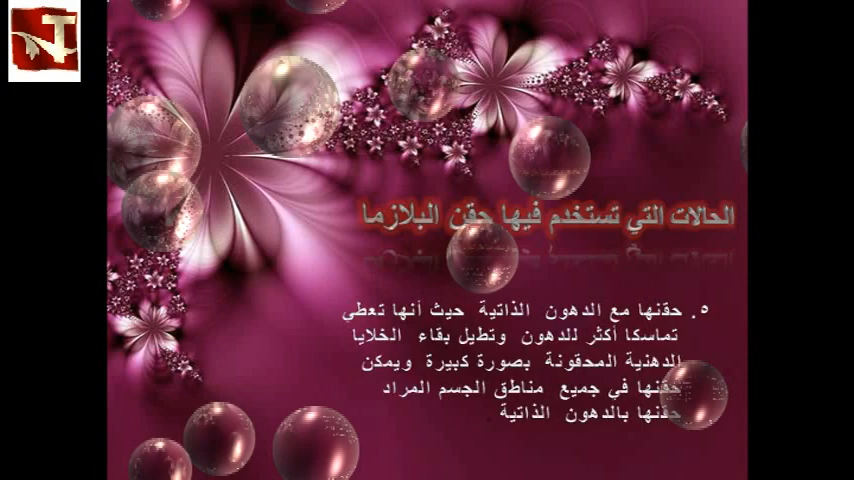 الحالات التي تستخدم فيها حقن البلازما
٥. حقنها مع الدهون الذاتية حيث أنها تعطي
تماسكا أكثر للدهون وتطيل بقاء الخلايا
الدهنية المحقونة بصورة كبيرة ويمكن
حقنها في جميع مناطق الجسم المراد
حقنها بالدهون الذاتية